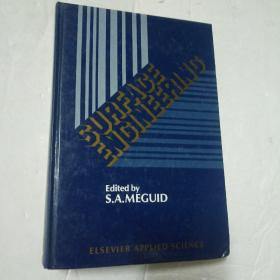 SURFACE
ENGINEERING
Edited by
S.A.MEGUID
ELSEVIER APPLIED SCIENCE